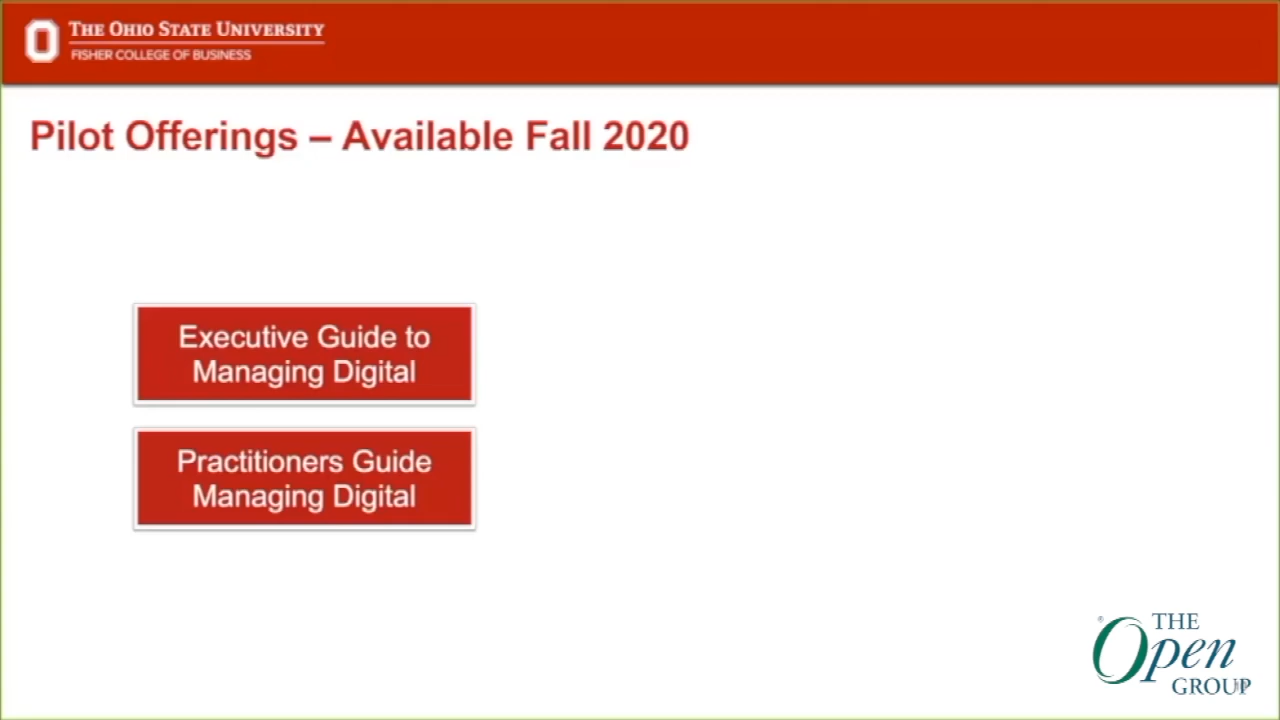 THE OHIO STATE UNIVERSITY
FISHER COLLEGE OF BUSINESS
Pilot Offerings – Available Fall 2020
Executive Guide to
Managing Digital
Practitioners Guide
Managing Digital
® THE
Open
GROUP